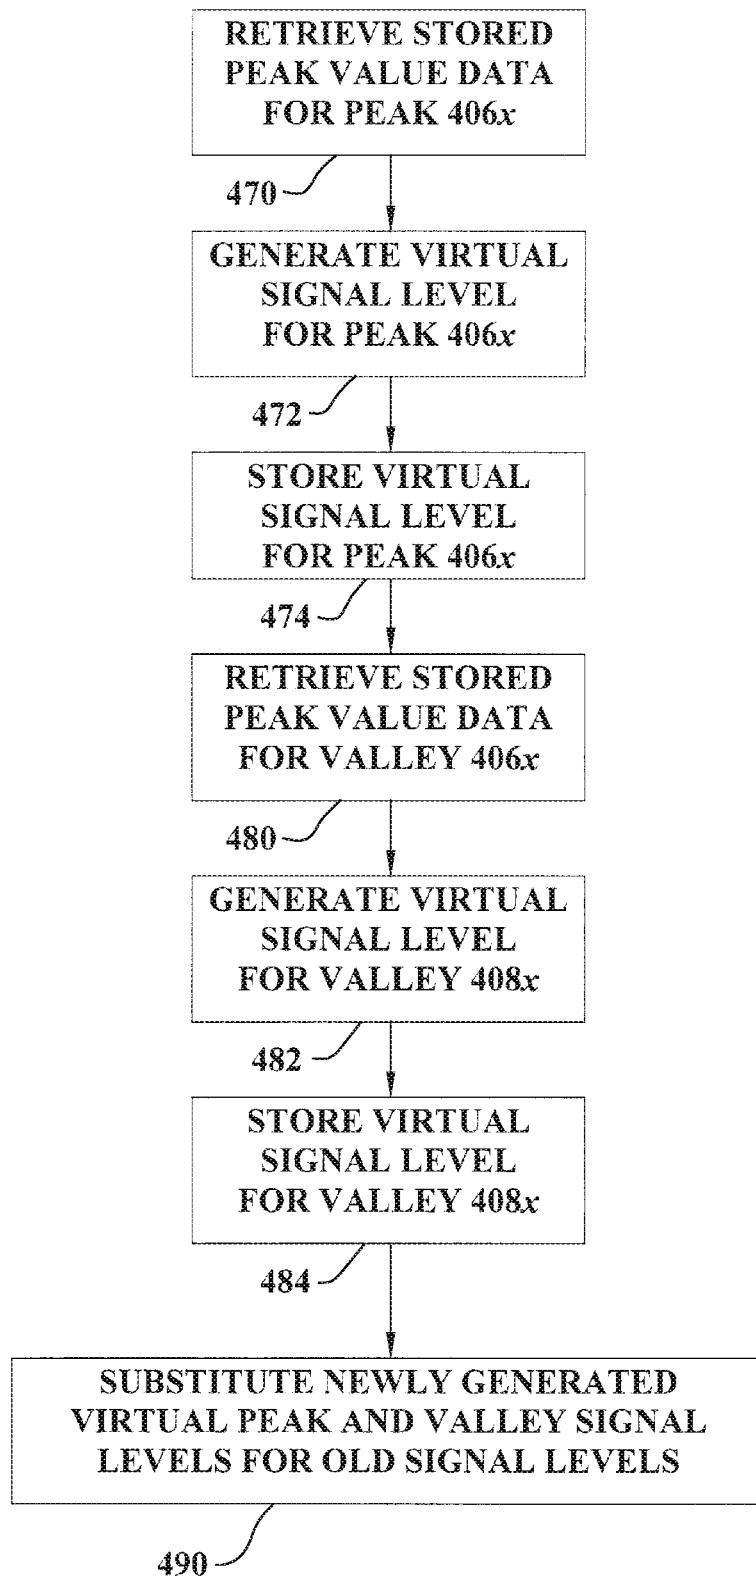 RETRIEVE STORED
PEAK VALUE DATA
FOR PEAK 406x
470
GENERATE VIRTUAL
SIGNAL LEVEL
FOR PEAK 406x
472
STORE VIRTUAL
SIGNAL LEVEL
FOR PEAK 406x
474
RETRIEVE STORED
PEAK VALUE DATA
FOR VALLEY 406x
480
GENERATE VIRTUAL
SIGNAL LEVEL
FOR VALLEY 408x
482
STORE VIRTUAL
SIGNAL LEVEL
FOR VALLEY 408x
484
SUBSTITUTE NEWLY GENERATED
VIRTUAL PEAK AND VALLEY SIGNAL
LEVELS FOR OLD SIGNAL LEVELS
490